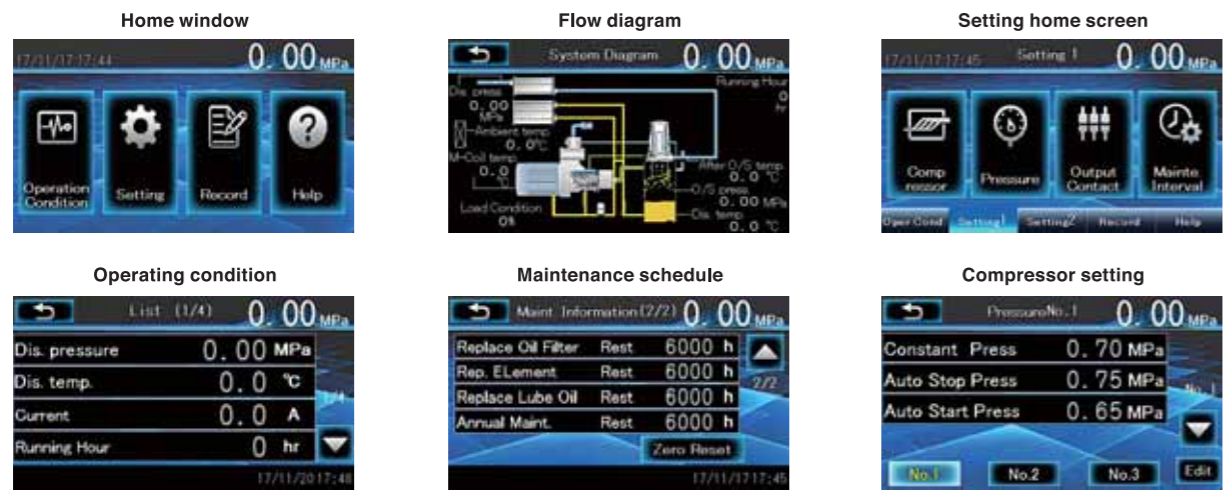 Home window
17/11/17 17:44
0.00 MPa
Operation
Condition
Setting
Record
Help
Flow diagram
System Diagram
0.00 MPa
Running Hour
0
hr
Dis. press
0.00
MPa
Ambient temp.
0.0℃
M-Coil temp.
0.0
℃
Load Condition
0%
After O/S temp.
0.0 ℃
O/S press.
0.00 MPa
Dis. temp.
0.0 ℃
Setting home screen
17/11/17 17:45
Setting 1
0.00 MPa
Comp
ressor
Pressure
Output
Contact
Mainte.
Interval
Oper.Cond
Setting1
Setting2
Record
Help
Operating condition
List (1/4)
0.00 MPa
Dis. pressure 0.00 MPa
Dis. temp. 0.0 ℃
Current 0.0 A
Running Hour 0 hr
1/4
17/11/20 17:48
Maintenance schedule
Maint. Information(2/2)
0.00 MPa
Replace Oil Filter Rest 6000 h
Rep. ELement Rest 6000 h
Replace Lube Oil Rest 6000 h
Annual Maint. Rest 6000 h
2/2
Zero Reset
17/11/17 17:45
Compressor setting
PressureNo.1
0.00 MPa
Constant Press 0.70 MPa
Auto Stop Press 0.75 MPa
Auto Start Press 0.65 MPa
No.1
No.1
No.2
No.3
Edit